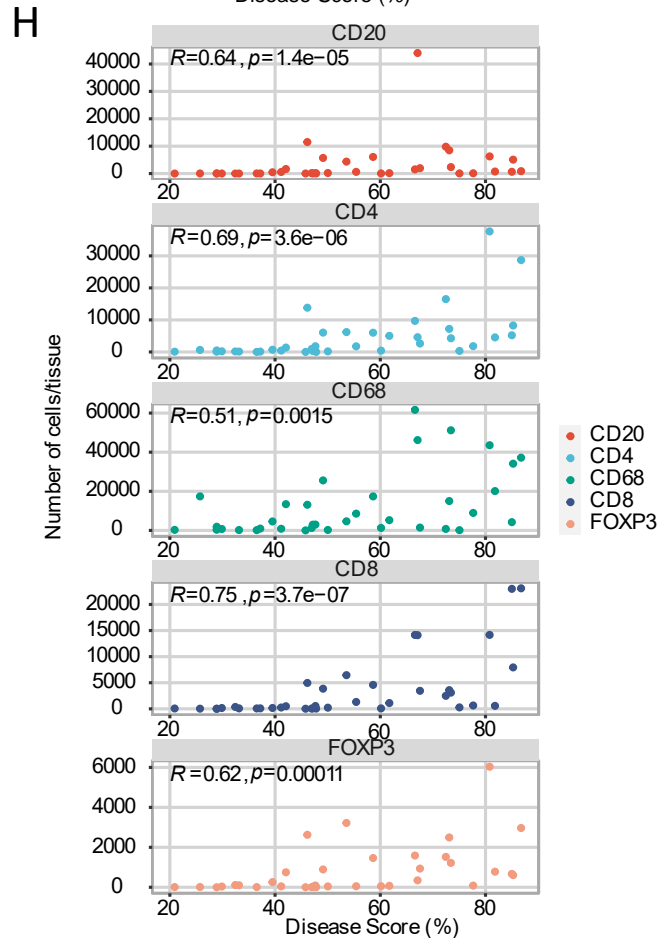 Disease Score (%)
H
CD20
R=0.64, p=1.4e−05
40000
30000
20000
10000
0
20 40 60 80
CD4
R=0.69, p=3.6e−06
30000
20000
10000
0
20 40 60 80
CD68
R=0.51, p=0.0015
60000
40000
20000
0
20 40 60 80
CD8
R=0.75, p=3.7e−07
20000
15000
10000
5000
0
20 40 60 80
FOXP3
R=0.62, p=0.00011
6000
4000
2000
0
20 40 60 80
Disease Score (%)
Number of cells/tissue
CD20
CD4
CD68
CD8
FOXP3